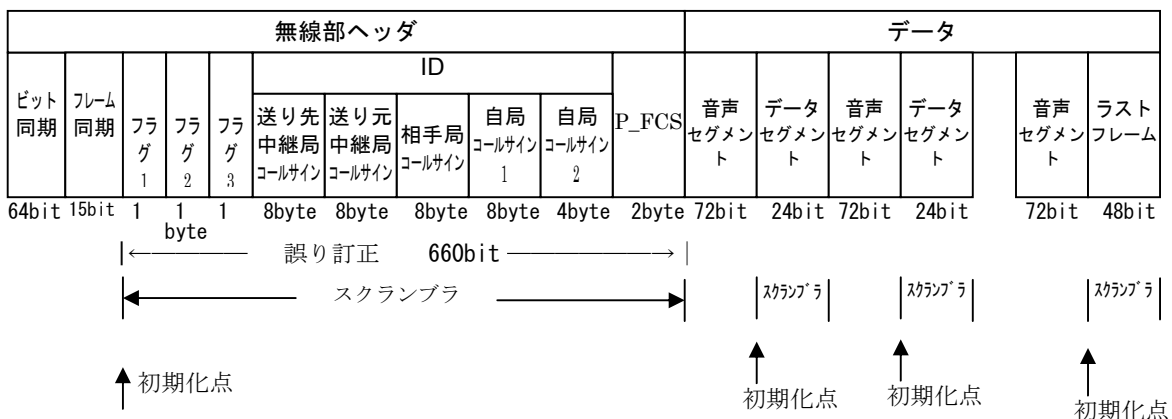 無線部ヘッダ データ
ID
ビット同期 フレーム同期 フラグ1 フラグ2 フラグ3 送り先中継局コールサイン 送り元中継局コールサイン 相手局コールサイン 自局コールサイン1 自局コールサイン2 P_FCS 音声セグメント データセグメント 音声セグメント データセグメント 音声セグメント ラストフレーム
64bit 15bit 1 1 1 8byte 8byte 8byte 8byte 4byte 2byte 72bit 24bit 72bit 24bit 72bit 48bit
byte
|←――――― 誤り訂正 660bit ――――――→|
スクランブラ スクランブラ スクランブラ スクランブラ
初期化点 初期化点 初期化点 初期化点